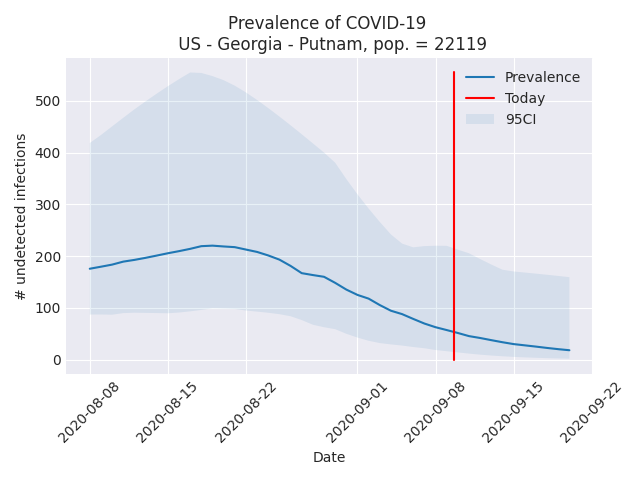 Prevalence of COVID-19
US - Georgia - Putnam, pop. = 22119
# undetected infections
500
400
300
200
100
0
Prevalence
Today
95CI
2020-08-08
2020-08-15
2020-08-22
2020-09-01
2020-09-08
2020-09-15
2020-09-22
Date